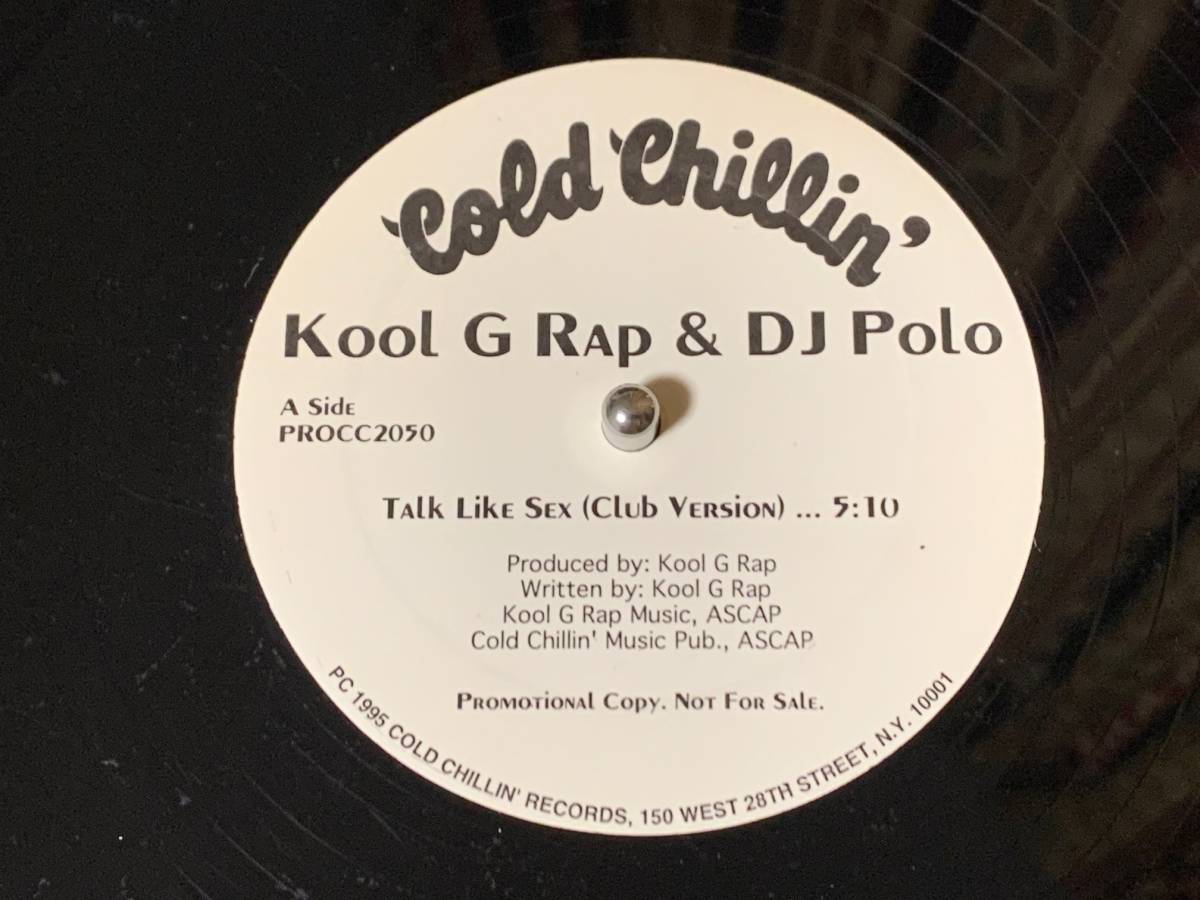 Cold Chillin'
Kool G Rap & DJ Polo
A Side
PROCC2050
Talk Like Sex (Club Version) ... 5:10
Produced by: Kool G Rap
Written by: Kool G Rap
Kool G Rap Music, ASCAP
Cold Chillin' Music Pub., ASCAP
Promotional Copy. Not For Sale.
PC 1995 COLD CHILLIN' RECORDS, 150 WEST 28TH STREET, N.Y. 10001